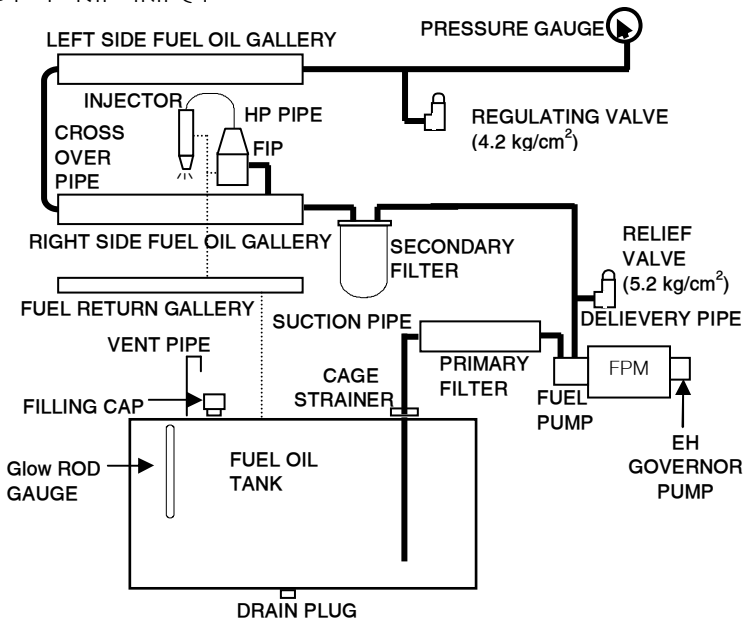 PRESSURE GAUGE
LEFT SIDE FUEL OIL GALLERY
INJECTOR
HP PIPE
REGULATING VALVE
(4.2 kg/cm²)
CROSS
OVER
PIPE
FIP
RIGHT SIDE FUEL OIL GALLERY
SECONDARY
FILTER
RELIEF
VALVE
(5.2 kg/cm²)
FUEL RETURN GALLERY
SUCTION PIPE
DELIEVERY PIPE
VENT PIPE
PRIMARY
FILTER
FPM
CAGE
STRAINER
FUEL
PUMP
FILLING CAP
EH
GOVERNOR
PUMP
Glow ROD
GAUGE
FUEL OIL
TANK
DRAIN PLUG